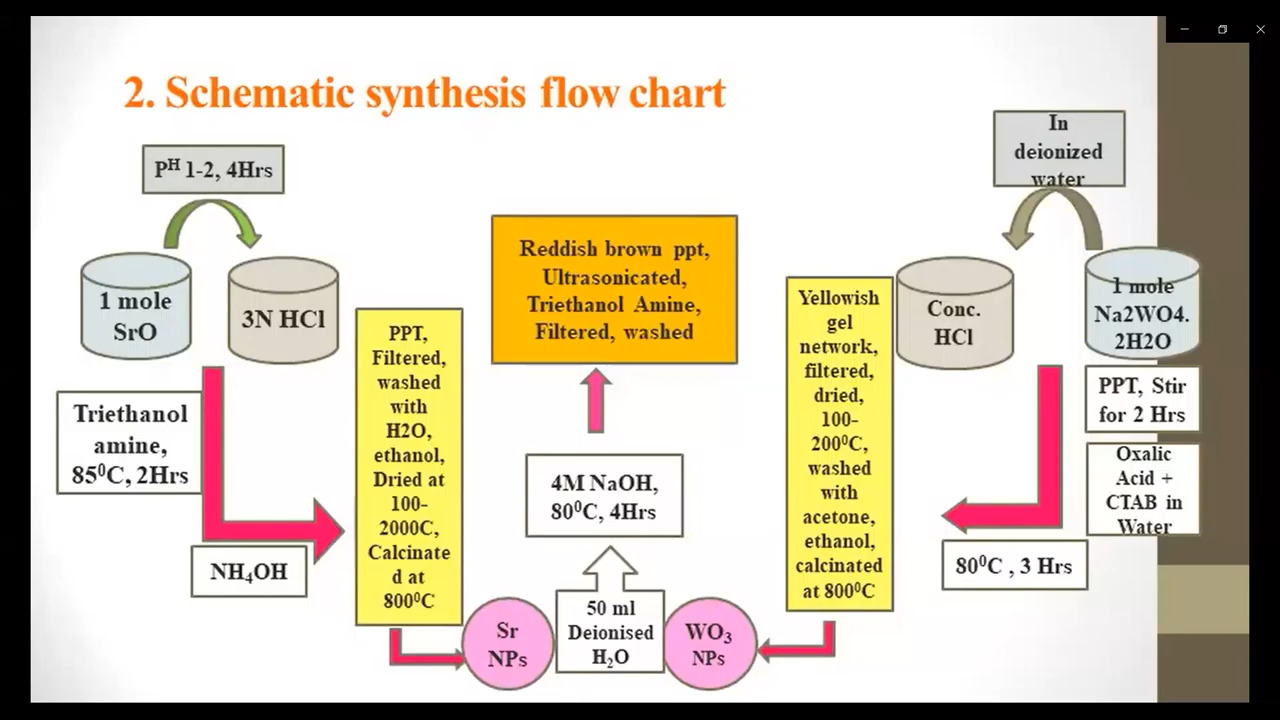 2. Schematic synthesis flow chart
Pᴴ 1-2, 4Hrs
1 mole
SrO
3N HCl
Triethanol
amine,
85⁰C, 2Hrs
NH₄OH
PPT,
Filtered,
washed
with
H2O,
ethanol,
Dried at
100-
2000C,
Calcinate
d at
800⁰C
Sr
NPs
50 ml
Deionised
H₂O
WO₃
NPs
4M NaOH,
80⁰C, 4Hrs
Reddish brown ppt,
Ultrasonicated,
Triethanol Amine,
Filtered, washed
Yellowish
gel
network,
filtered,
dried,
100-
200⁰C,
washed
with
acetone,
ethanol,
calcinated
at 800⁰C
In
deionized
water
Conc.
HCl
1 mole
Na2WO4.
2H2O
PPT, Stir
for 2 Hrs
Oxalic
Acid +
CTAB in
Water
80⁰C , 3 Hrs